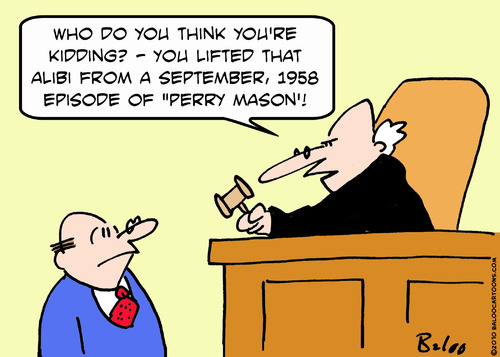 WHO DO YOU THINK YOU'RE
KIDDING? - YOU LIFTED THAT
ALIBI FROM A SEPTEMBER, 1958
EPISODE OF "PERRY MASON'!
Baloo
©2010 BALOOCARTOONS.COM